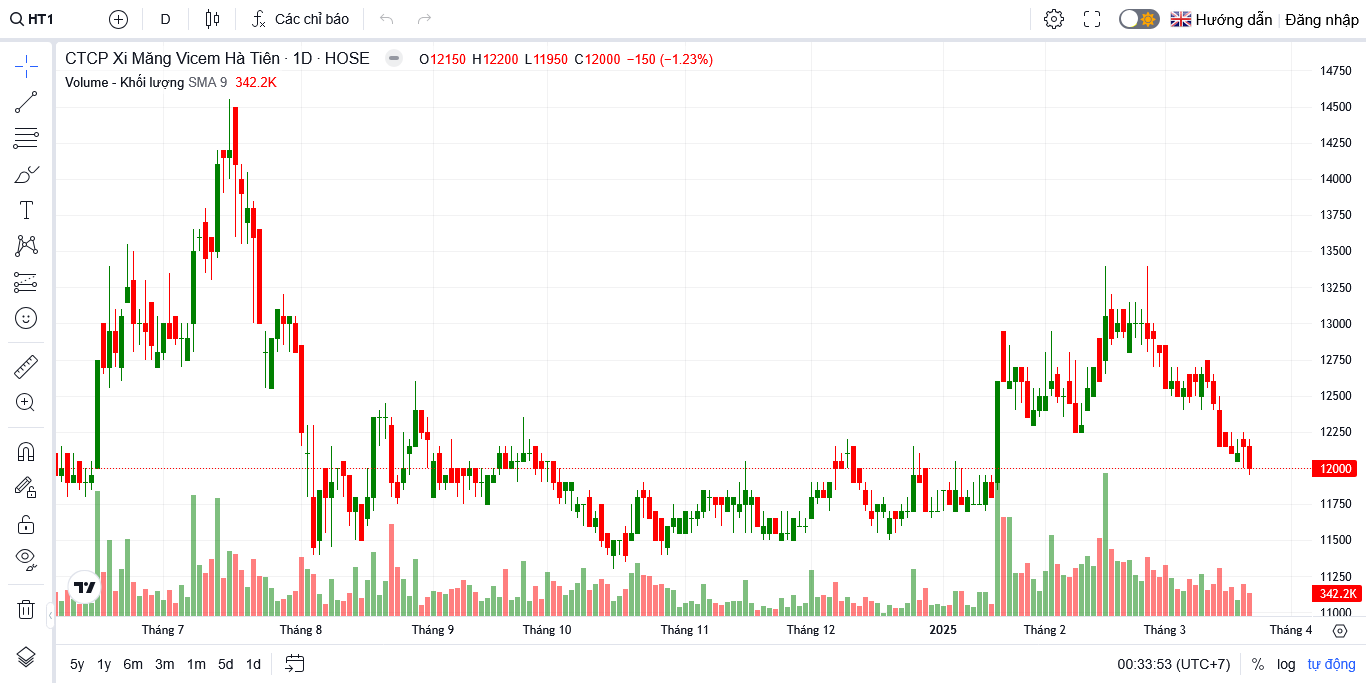 HT1 D Các chỉ báo Hướng dẫn Đăng nhập
CTCP Xi Măng Vicem Hà Tiên · 1D · HOSE O12150 H12200 L11950 C12000 −150 (−1.23%)
Volume - Khối lượng SMA 9 342.2K
14750
14500
14250
14000
13750
13500
13250
13000
12750
12500
12250
12000
11750
11500
11250
342.2K
11000
Tháng 7 Tháng 8 Tháng 9 Tháng 10 Tháng 11 Tháng 12 2025 Tháng 2 Tháng 3 Tháng 4
5y 1y 6m 3m 1m 5d 1d 00:33:53 (UTC+7) % log tự động